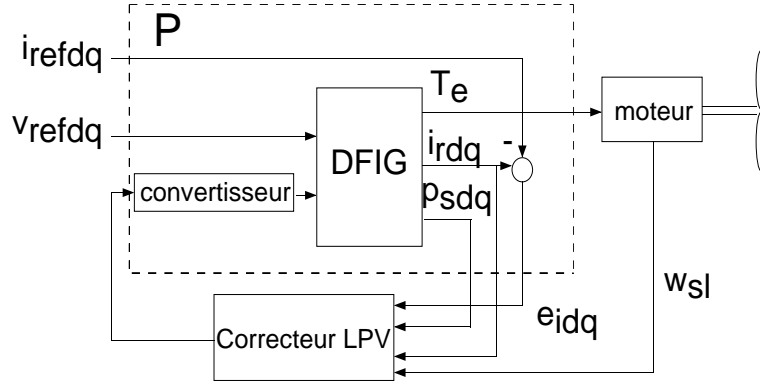 P
irefdq
Te
moteur
-
vrefdq
DFIG
irdq
convertisseur
psdq
wsl
eidq
Correcteur LPV